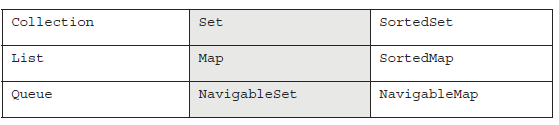 Collection Set SortedSet
List Map SortedMap
Queue NavigableSet NavigableMap